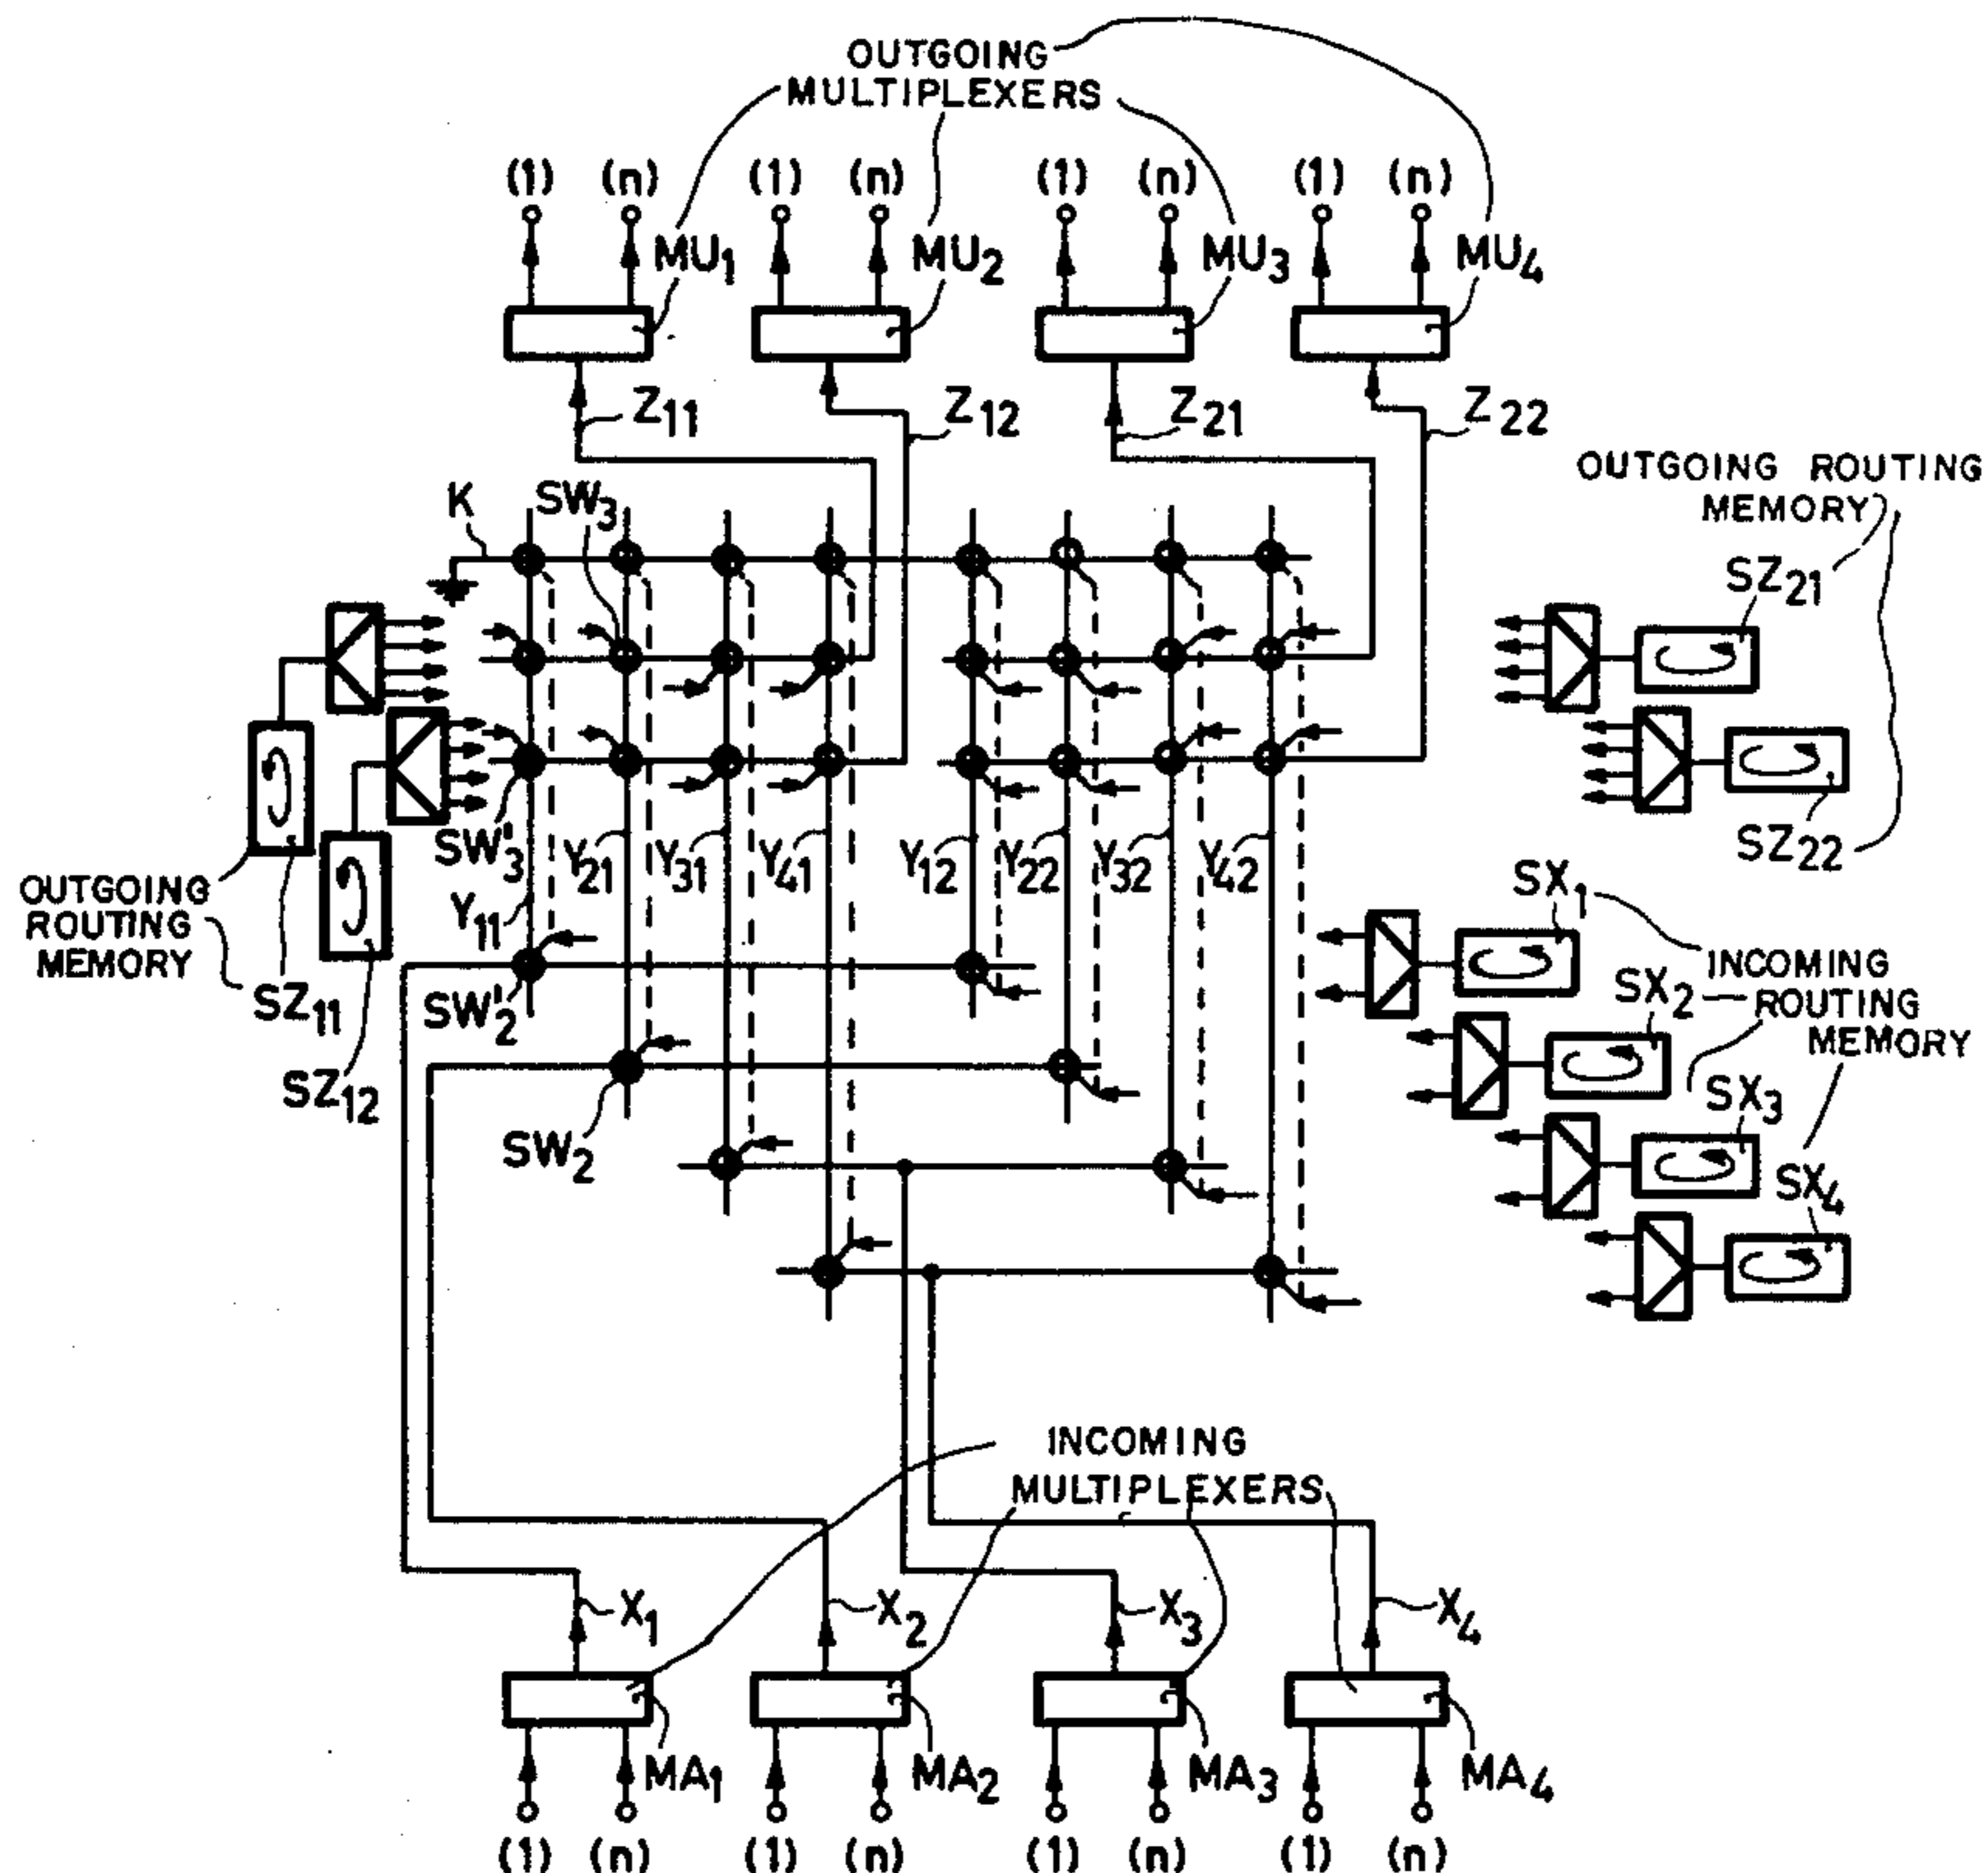 OUTGOING
MULTIPLEXERS
(1) (n) (1) (n) (1) (n) (1) (n)
MU1 MU2 MU3 MU4
Z11 Z12 Z21 Z22
OUTGOING ROUTING
MEMORY
K SW3
SZ21
SW'3 Y21 Y31 Y41 Y12 Y22 Y32 Y42
SZ22
OUTGOING
ROUTING
MEMORY
Y11
SX1
INCOMING
ROUTING
MEMORY
SZ11 SW'2 SX2
SZ12 SX3
SW2 SX4
INCOMING
MULTIPLEXERS
X1 X2 X3 X4
MA1 MA2 MA3 MA4
(1) (n) (1) (n) (1) (n) (1) (n)